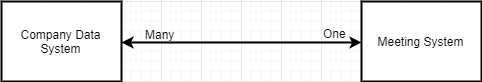 Company Data
System
Many
One
Meeting System